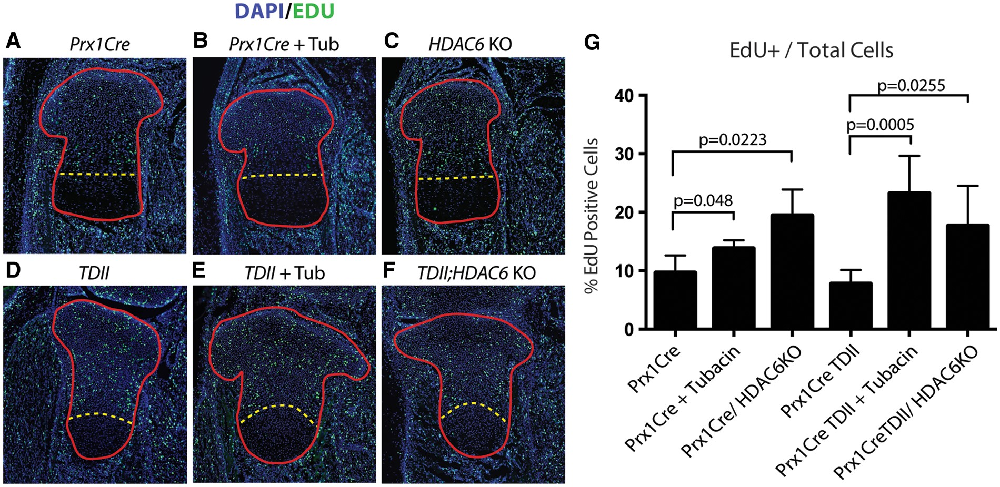 DAPI/EDU
A Prx1Cre
B Prx1Cre + Tub
C HDAC6 KO
D TDII
E TDII + Tub
F TDII;HDAC6 KO
G EdU+ / Total Cells
% EdU Positive Cells
40
30
20
10
0
p=0.0255
p=0.0005
p=0.0223
p=0.048
Prx1Cre
Prx1Cre + Tubacin
Prx1Cre/ HDAC6KO
Prx1Cre TDII
Prx1Cre TDII + Tubacin
Prx1CreTDII/ HDAC6KO